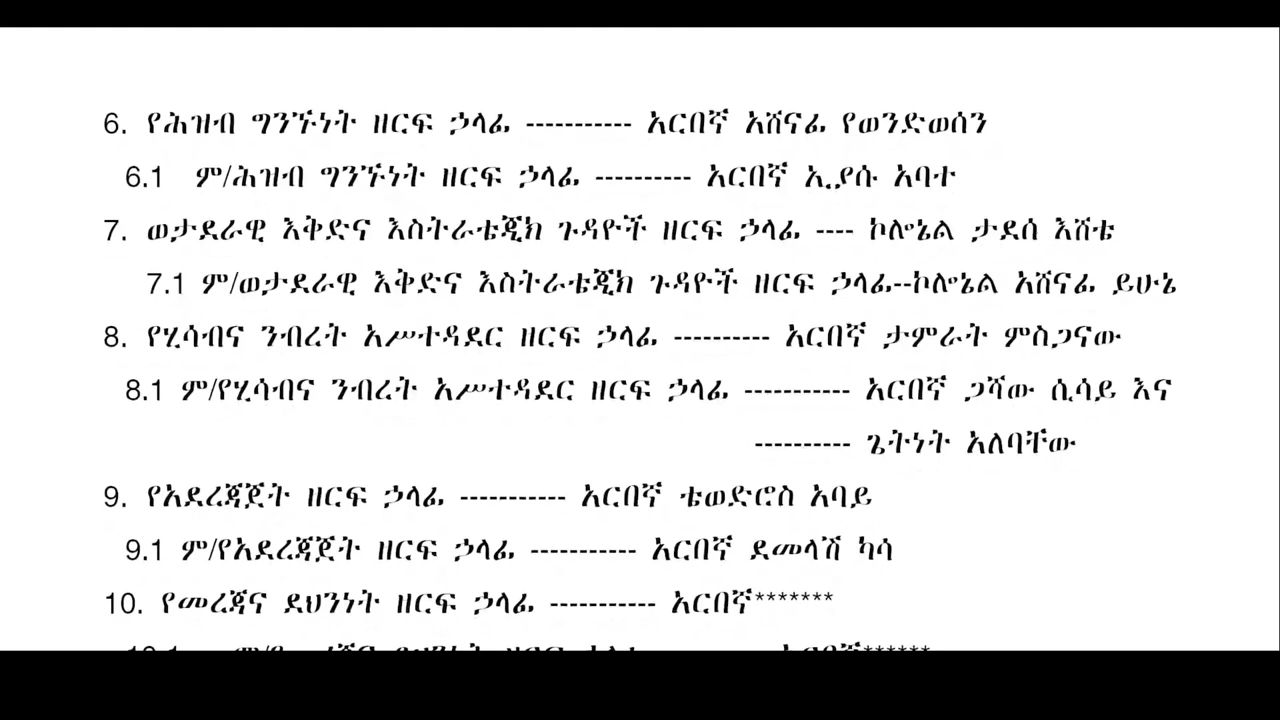 6. የሕዝብ ግንኙነት ዘርፍ ኃላፊ ----------- አርበኛ አሸናፊ የወንድወሰን
6.1 ም/ሕዝብ ግንኙነት ዘርፍ ኃላፊ ---------- አርበኛ ኢያሱ አባተ
7. ወታደራዊ እቅድና እስትራቴጂክ ጉዳዮች ዘርፍ ኃላፊ ---- ኮሎኔል ታደሰ እሸቴ
7.1 ም/ወታደራዊ እቅድና እስትራቴጂክ ጉዳዮች ዘርፍ ኃላፊ--ኮሎኔል አሸናፊ ይሁኔ
8. የሂሳብና ንብረት አሥተዳደር ዘርፍ ኃላፊ ---------- አርበኛ ታምራት ምስጋናው
8.1 ም/የሂሳብና ንብረት አሥተዳደር ዘርፍ ኃላፊ ----------- አርበኛ ጋሻው ሲሳይ እና
---------- ጌትነት አለባቸው
9. የአደረጃጀት ዘርፍ ኃላፊ ----------- አርበኛ ቴወድሮስ አባይ
9.1 ም/የአደረጃጀት ዘርፍ ኃላፊ ----------- አርበኛ ደመላሽ ካሳ
10. የመረጃና ደህንነት ዘርፍ ኃላፊ ----------- አርበኛ*******